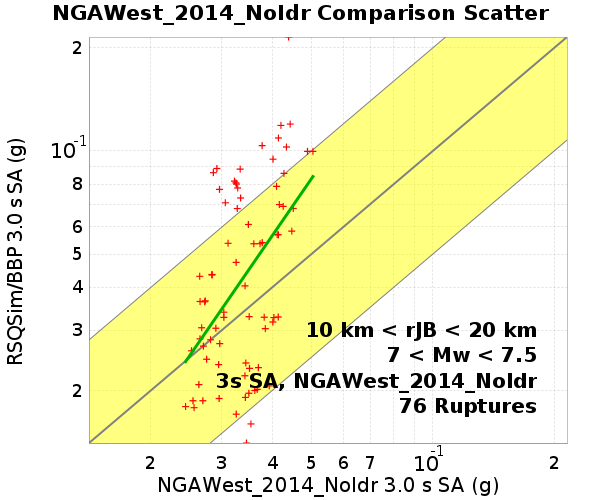 NGAWest_2014_NoIdr Comparison Scatter
RSQSim/BBP 3.0 s SA (g)
2
10-1
8
6
5
4
3
2
10 km < rJB < 20 km
7 < Mw < 7.5
3s SA, NGAWest_2014_NoIdr
76 Ruptures
2 3 4 5 6 7 10-1 2
NGAWest_2014_NoIdr 3.0 s SA (g)